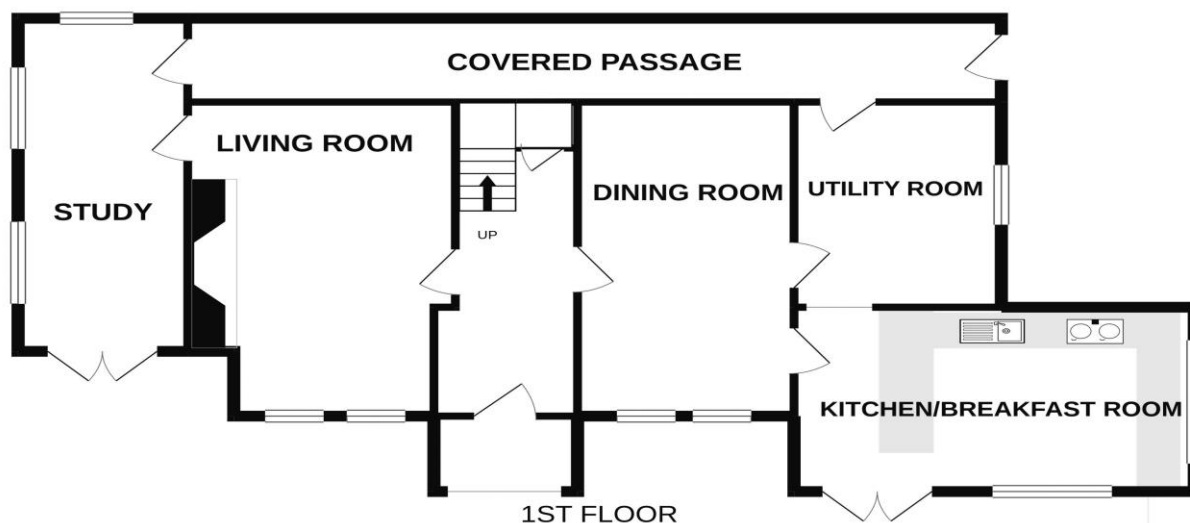 COVERED PASSAGE
LIVING ROOM
DINING ROOM
UTILITY ROOM
STUDY
UP
KITCHEN/BREAKFAST ROOM
1ST FLOOR